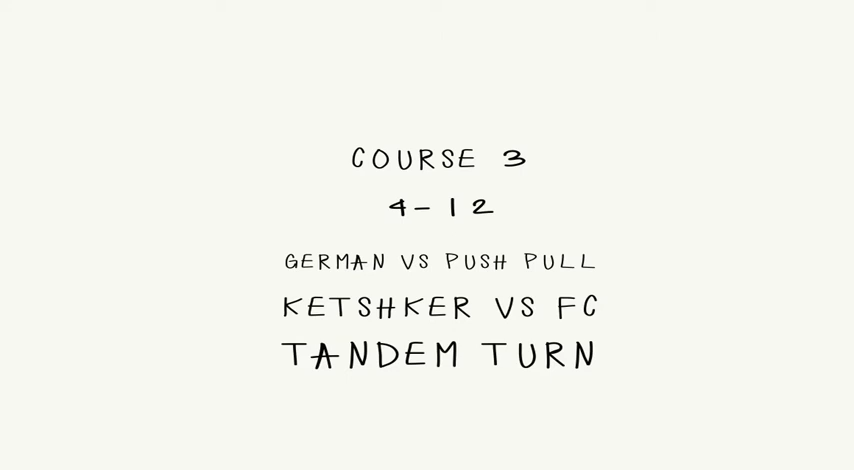 COURSE 3
4-12
GERMAN VS PUSH PULL
KETSHKER VS FC
TANDEM TURN